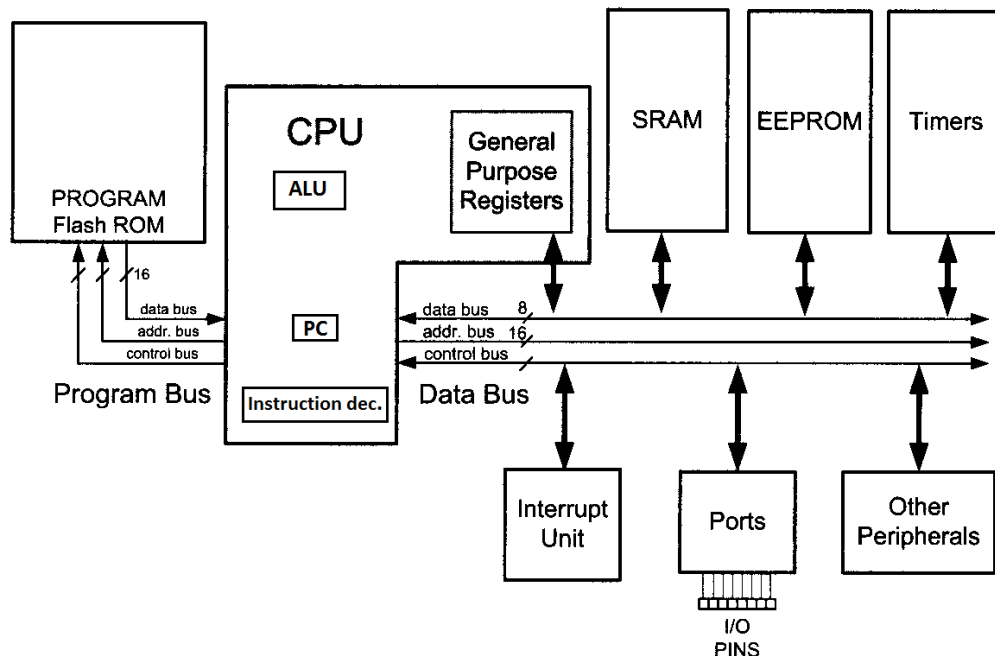 PROGRAM
Flash ROM
16
data bus
addr. bus
control bus
Program Bus
CPU
ALU
PC
Instruction dec.
General
Purpose
Registers
SRAM
EEPROM
Timers
data bus 8
addr. bus 16
control bus
Data Bus
Interrupt
Unit
Ports
I/O
PINS
Other
Peripherals